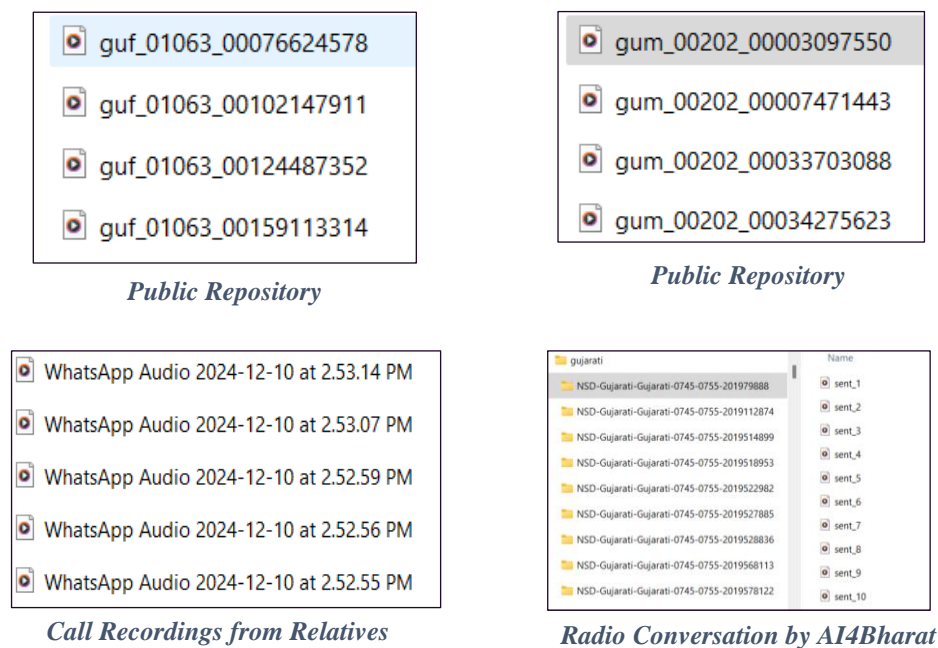 guf_01063_00076624578
guf_01063_00102147911
guf_01063_00124487352
guf_01063_00159113314
Public Repository
gum_00202_00003097550
gum_00202_00007471443
gum_00202_00033703088
gum_00202_00034275623
Public Repository
WhatsApp Audio 2024-12-10 at 2.53.14 PM
WhatsApp Audio 2024-12-10 at 2.53.07 PM
WhatsApp Audio 2024-12-10 at 2.52.59 PM
WhatsApp Audio 2024-12-10 at 2.52.56 PM
WhatsApp Audio 2024-12-10 at 2.52.55 PM
Call Recordings from Relatives
gujarati
NSD-Gujarati-Gujarati-0745-0755-201979888
NSD-Gujarati-Gujarati-0745-0755-2019112874
NSD-Gujarati-Gujarati-0745-0755-2019514899
NSD-Gujarati-Gujarati-0745-0755-2019518953
NSD-Gujarati-Gujarati-0745-0755-2019522982
NSD-Gujarati-Gujarati-0745-0755-2019527885
NSD-Gujarati-Gujarati-0745-0755-2019528836
NSD-Gujarati-Gujarati-0745-0755-2019568113
NSD-Gujarati-Gujarati-0745-0755-2019578122
Name
sent_1
sent_2
sent_3
sent_4
sent_5
sent_6
sent_7
sent_8
sent_9
sent_10
Radio Conversation by AI4Bharat